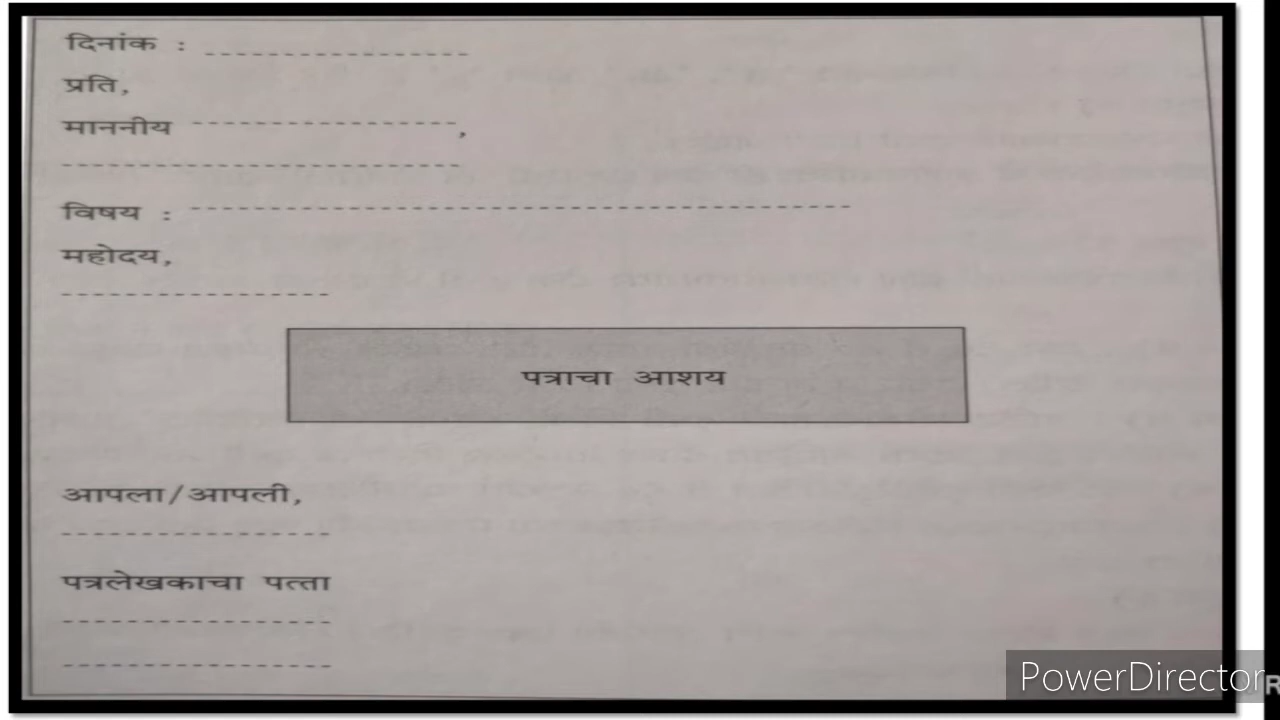 दिनांक : ---------------------
प्रति,
माननीय ---------------------,
--------------------------------
विषय : -----------------------------------------------------
महोदय,
---------------------
पत्राचा आशय
आपला/आपली,
---------------------
पत्रलेखकाचा पत्ता
---------------------
---------------------
PowerDirector